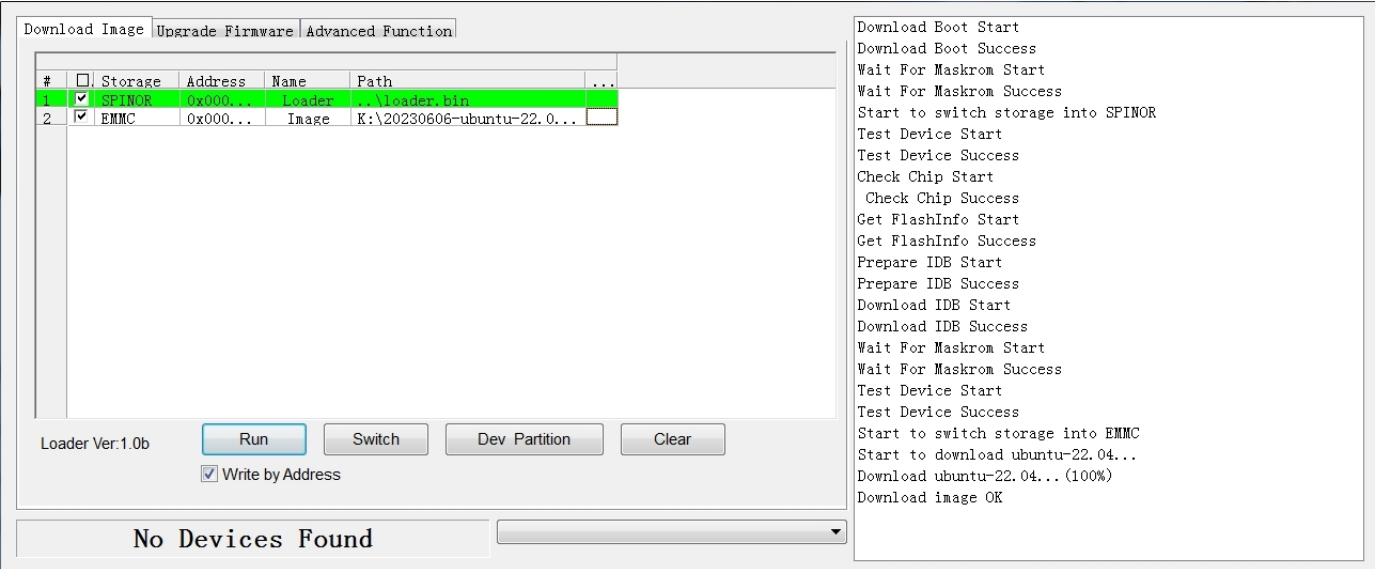 Download Image Upgrade Firmware Advanced Function
# Storage Address Name Path ...
1 SPINOR 0x000... Loader ..\loader.bin
2 EMMC 0x000... Image K:\20230606-ubuntu-22.0...
Loader Ver:1.0b Run Switch Dev Partition Clear
Write by Address
No Devices Found
Download Boot Start
Download Boot Success
Wait For Maskrom Start
Wait For Maskrom Success
Start to switch storage into SPINOR
Test Device Start
Test Device Success
Check Chip Start
Check Chip Success
Get FlashInfo Start
Get FlashInfo Success
Prepare IDB Start
Prepare IDB Success
Download IDB Start
Download IDB Success
Wait For Maskrom Start
Wait For Maskrom Success
Test Device Start
Test Device Success
Start to switch storage into EMMC
Start to download ubuntu-22.04...
Download ubuntu-22.04...(100%)
Download image OK